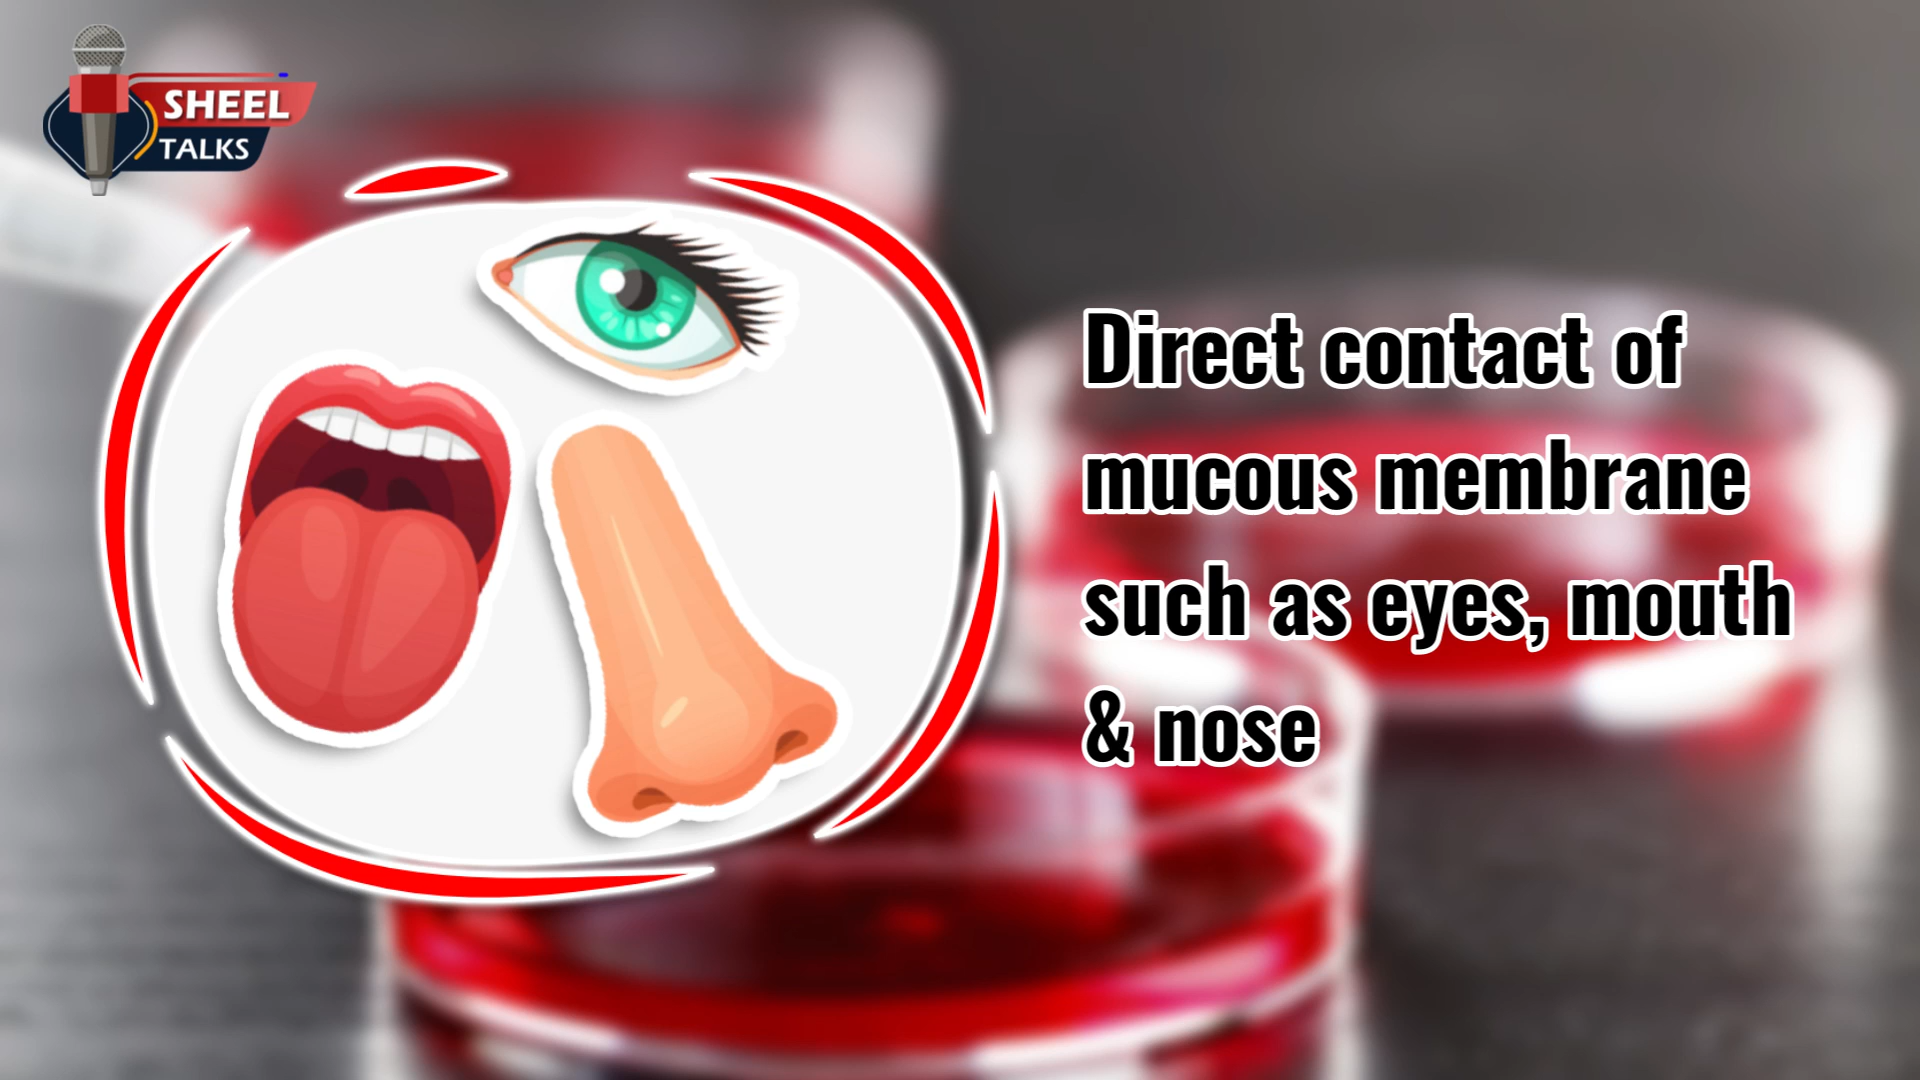 SHEEL
TALKS
Direct contact of
mucous membrane
such as eyes, mouth
& nose